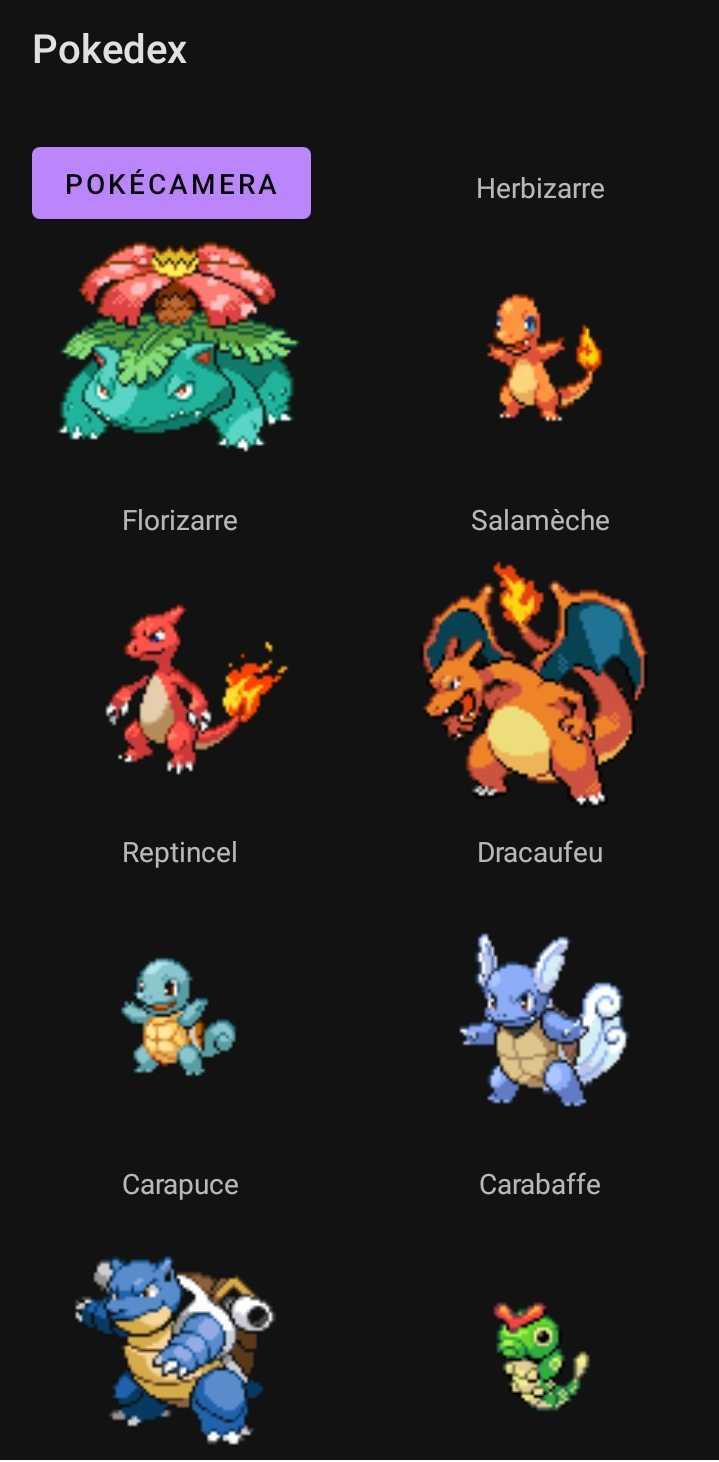 Pokedex
POKÉCAMERA
Herbizarre
Florizarre
Salamèche
Reptincel
Dracaufeu
Carapuce
Carabaffe